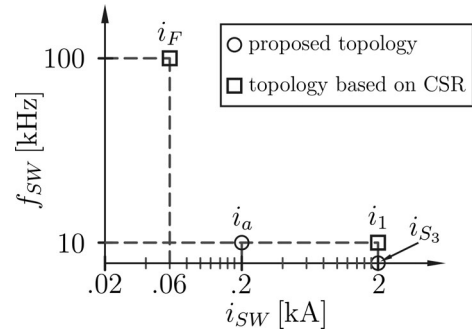 i_F
proposed topology
topology based on CSR
100
f_SW [kHz]
10
i_a
i_1
i_S₃
.02
.06
.2
2
i_SW [kA]